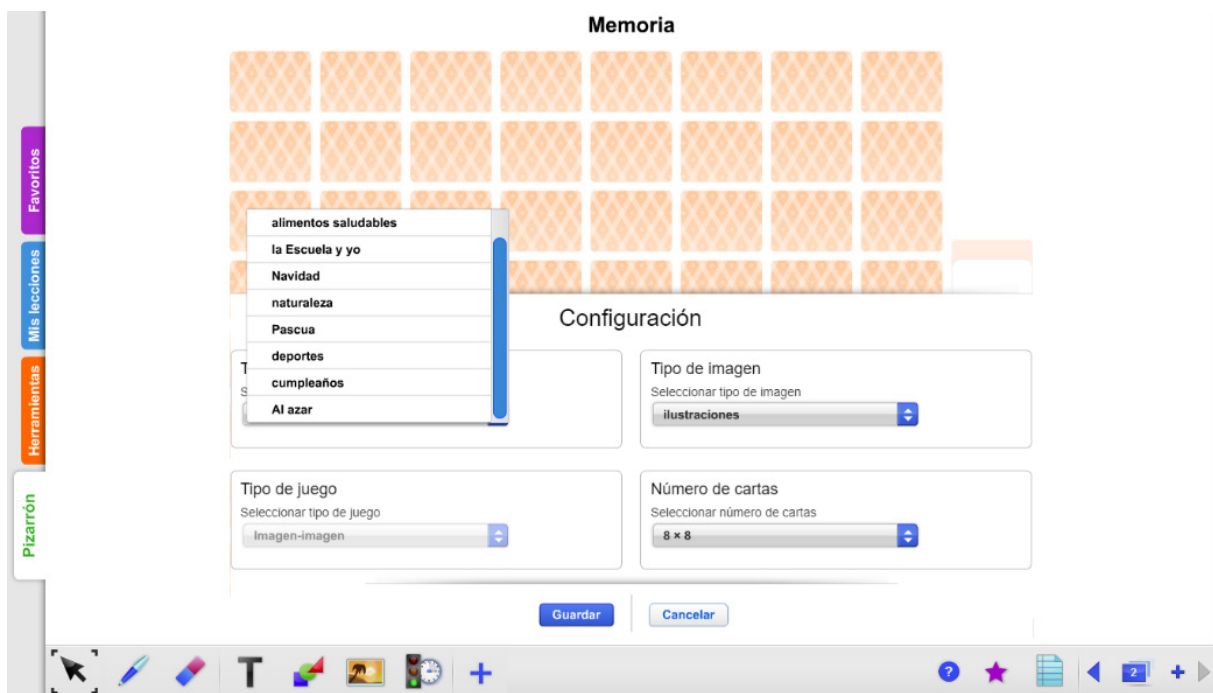 Memoria
Favoritos
Mis lecciones
Herramientas
Pizarrón
alimentos saludables
la Escuela y yo
Navidad
naturaleza
Pascua
deportes
cumpleaños
Al azar
Configuración
T
S
Tipo de imagen
Seleccionar tipo de imagen
ilustraciones
Tipo de juego
Seleccionar tipo de juego
Imagen-imagen
Número de cartas
Seleccionar número de cartas
8 × 8
Guardar
Cancelar
T
?
2